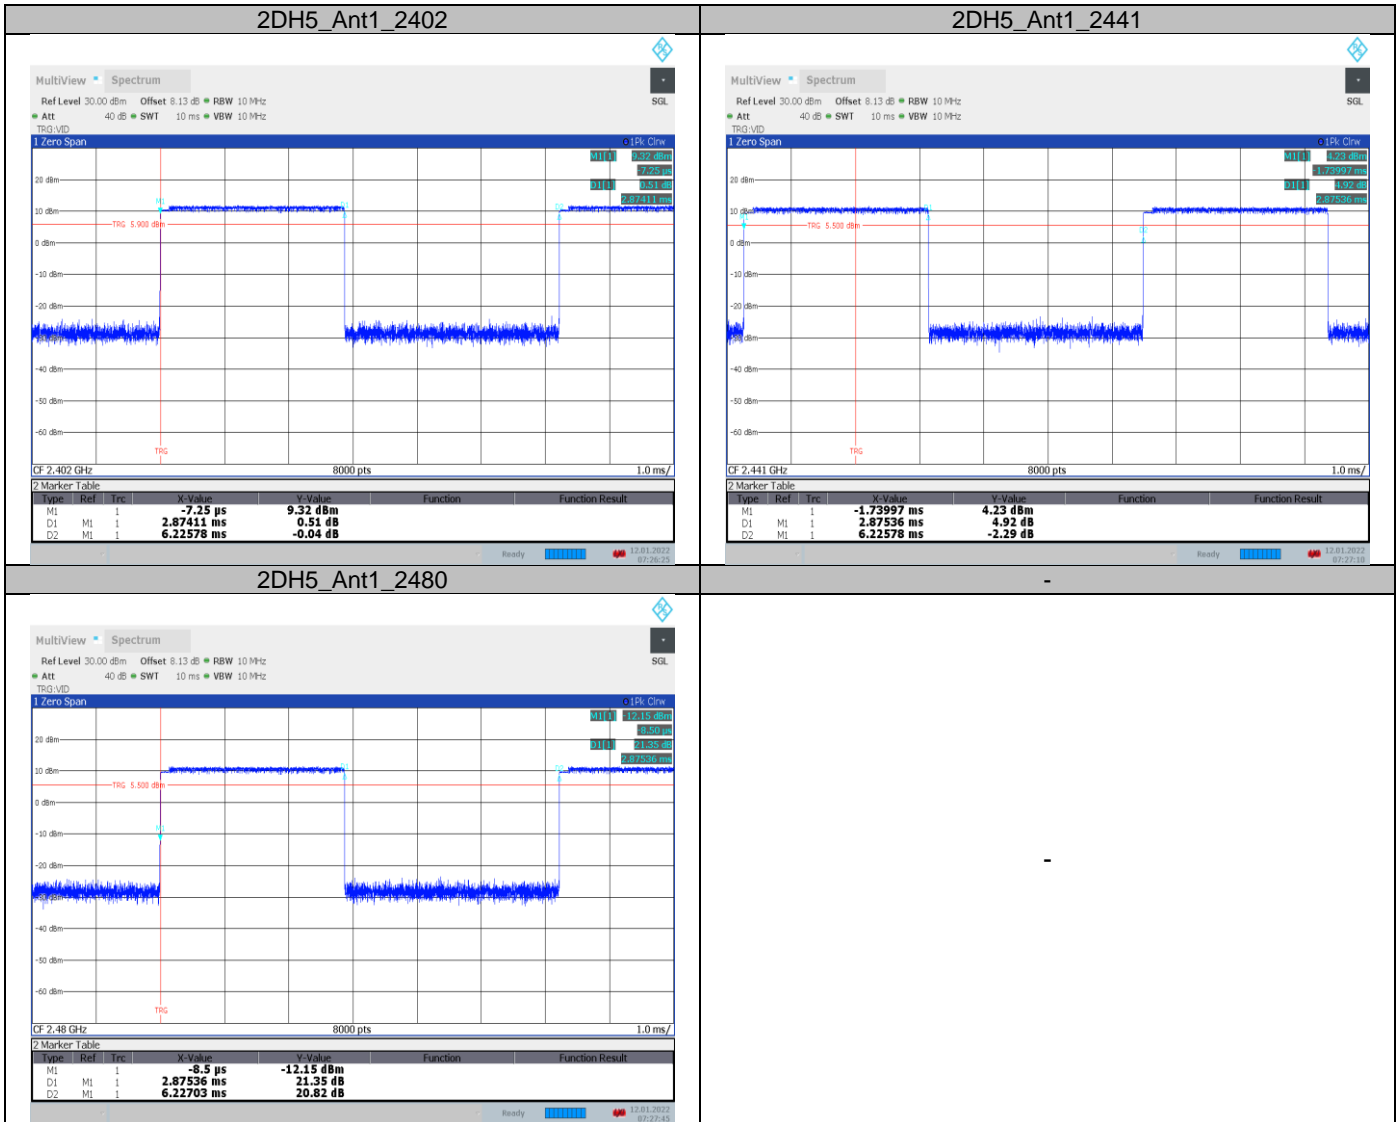 2DH5_Ant1_2402
MultiView Spectrum
Ref Level 30.00 dBm Offset 8.13 dB RBW 10 MHz
SGL
Att 40 dB SWT 10 ms VBW 10 MHz
TRG:VID
1 Zero Span
1Pk Clrw
M1[1] 9.32 dBm
-7.25 µs
D1[1] 0.51 dB
2.87411 ms
20 dBm
M1
10 dBm
TRG 5.900 dBm
0 dBm
-10 dBm
-20 dBm
-40 dBm
-50 dBm
-60 dBm
TRG
CF 2.402 GHz 8000 pts 1.0 ms/
2 Marker Table
Type Ref Trc X-Value Y-Value Function Function Result
M1 1 -7.25 µs 9.32 dBm
D1 M1 1 2.87411 ms 0.51 dB
D2 M1 1 6.22578 ms -0.04 dB
Ready 12.01.2022
07:26:25
2DH5_Ant1_2441
MultiView Spectrum
Ref Level 30.00 dBm Offset 8.13 dB RBW 10 MHz
SGL
Att 40 dB SWT 10 ms VBW 10 MHz
TRG:VID
1 Zero Span
1Pk Clrw
M1[1] 4.23 dBm
-1.73997 ms
D1[1] 4.92 dB
2.87536 ms
20 dBm
10 dBm
TRG 5.500 dBm
0 dBm
-10 dBm
-20 dBm
-40 dBm
-50 dBm
-60 dBm
TRG
CF 2.441 GHz 8000 pts 1.0 ms/
2 Marker Table
Type Ref Trc X-Value Y-Value Function Function Result
M1 1 -1.73997 ms 4.23 dBm
D1 M1 1 2.87536 ms 4.92 dB
D2 M1 1 6.22578 ms -2.29 dB
Ready 12.01.2022
07:27:10
2DH5_Ant1_2480
MultiView Spectrum
Ref Level 30.00 dBm Offset 8.13 dB RBW 10 MHz
SGL
Att 40 dB SWT 10 ms VBW 10 MHz
TRG:VID
1 Zero Span
1Pk Clrw
M1[1] -12.15 dBm
-8.50 µs
D1[1] 21.35 dB
2.87536 ms
20 dBm
10 dBm
TRG 5.500 dBm
0 dBm
M1
-10 dBm
-20 dBm
-40 dBm
-50 dBm
-60 dBm
TRG
CF 2.48 GHz 8000 pts 1.0 ms/
2 Marker Table
Type Ref Trc X-Value Y-Value Function Function Result
M1 1 -8.5 µs -12.15 dBm
D1 M1 1 2.87536 ms 21.35 dB
D2 M1 1 6.22703 ms 20.82 dB
Ready 12.01.2022
07:27:45
-
-